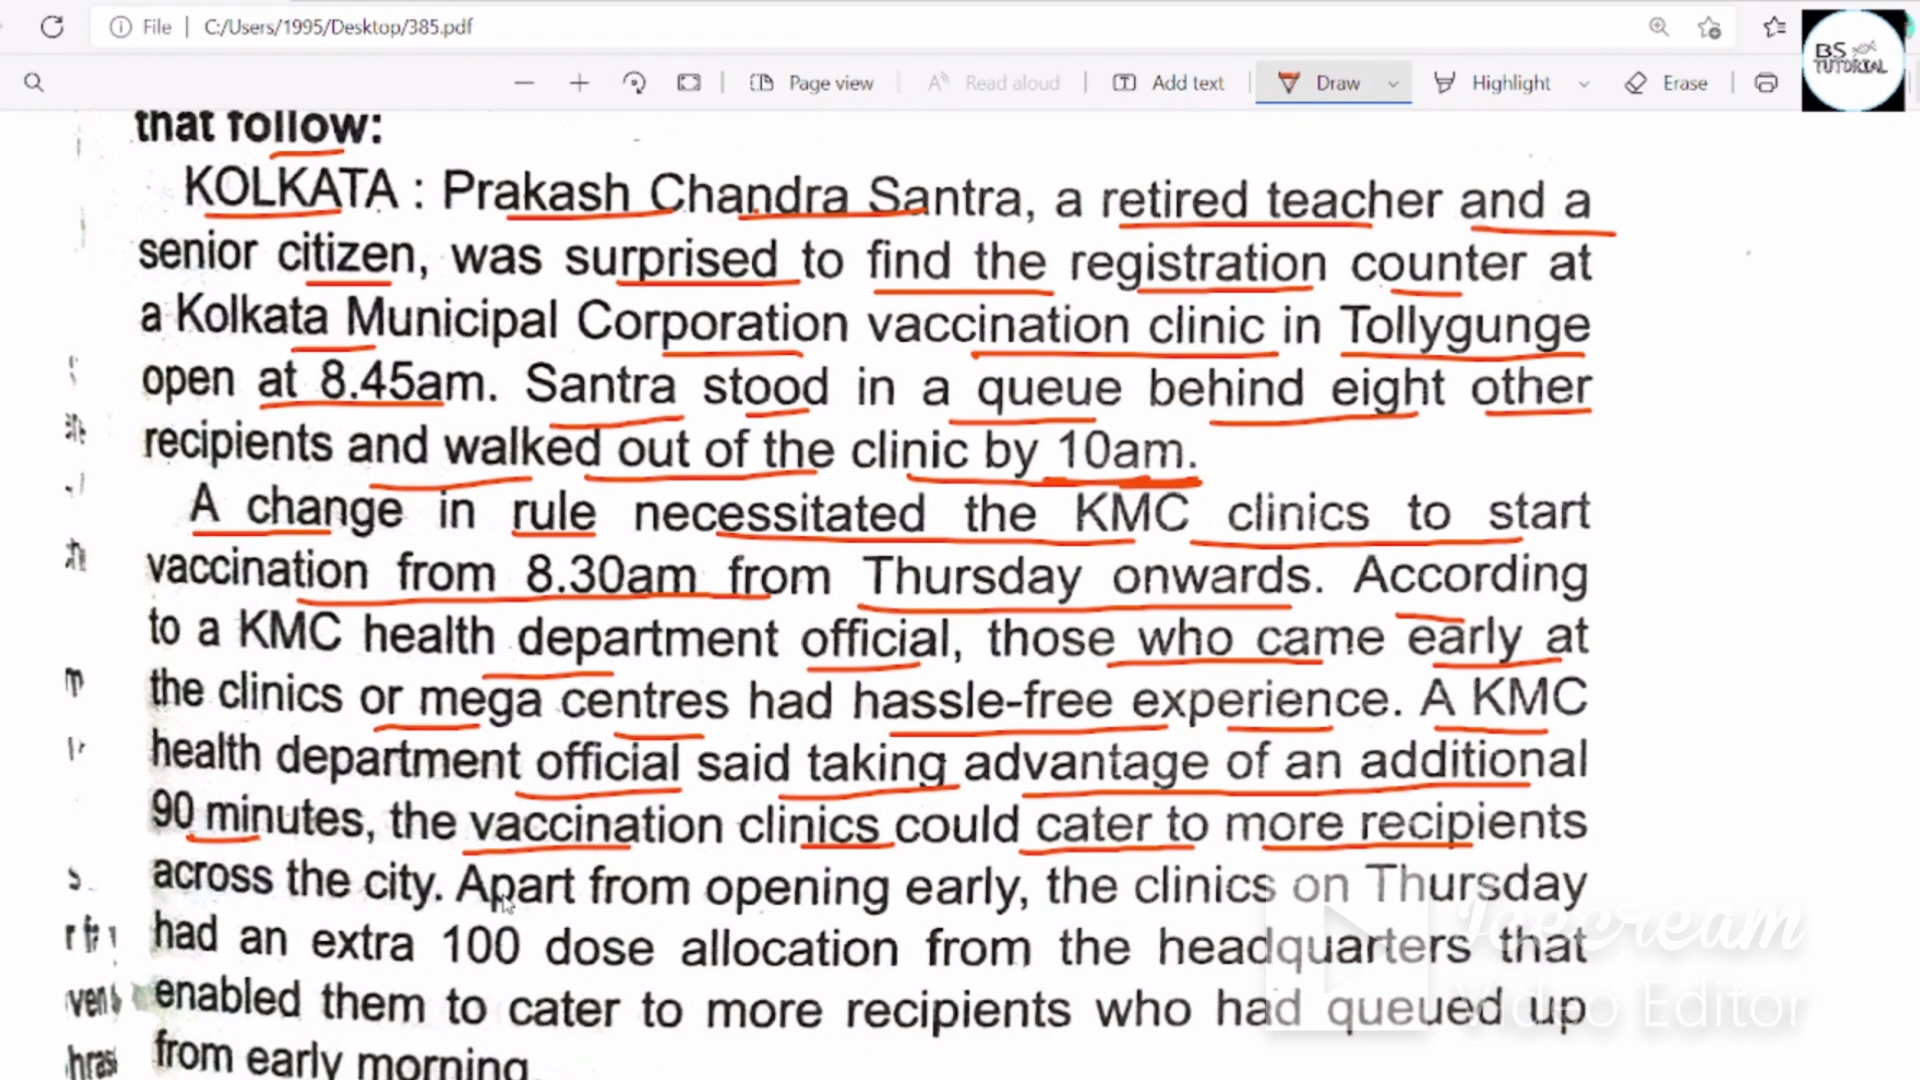 File | C:/Users/1995/Desktop/385.pdf
BS TUTORIAL
Page view | Read aloud | Add text | Draw Highlight Erase
that follow:
KOLKATA : Prakash Chandra Santra, a retired teacher and a
senior citizen, was surprised to find the registration counter at
a Kolkata Municipal Corporation vaccination clinic in Tollygunge
open at 8.45am. Santra stood in a queue behind eight other
recipients and walked out of the clinic by 10am.
A change in rule necessitated the KMC clinics to start
vaccination from 8.30am from Thursday onwards. According
to a KMC health department official, those who came early at
the clinics or mega centres had hassle-free experience. A KMC
health department official said taking advantage of an additional
90 minutes, the vaccination clinics could cater to more recipients
across the city. Apart from opening early, the clinics on Thursday
had an extra 100 dose allocation from the headquarters that
enabled them to cater to more recipients who had queued up
from early morning.
Icecream
Video Editor